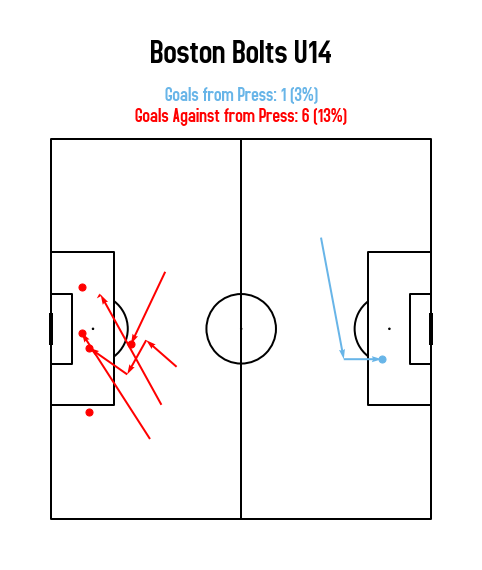 Boston Bolts U14
Goals from Press: 1 (3%)
Goals Against from Press: 6 (13%)